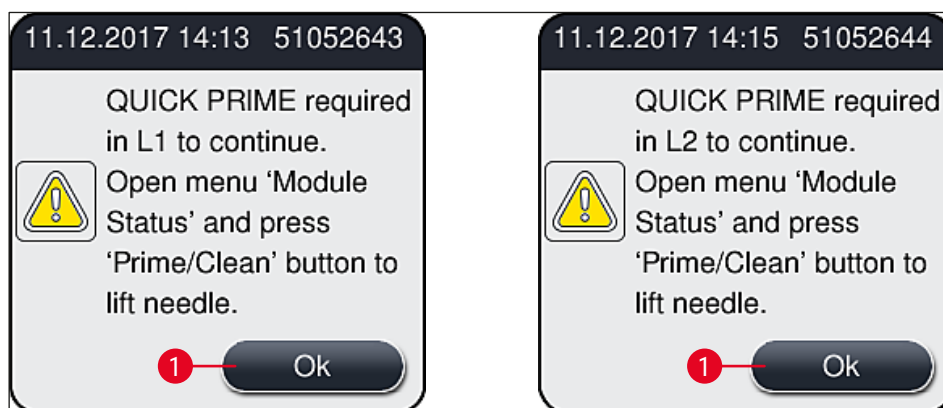 11.12.2017 14:13 51052643
QUICK PRIME required
in L1 to continue.
Open menu ‘Module
Status’ and press
‘Prime/Clean’ button to
lift needle.
1
Ok
11.12.2017 14:15 51052644
QUICK PRIME required
in L2 to continue.
Open menu ‘Module
Status’ and press
‘Prime/Clean’ button to
lift needle.
1
Ok